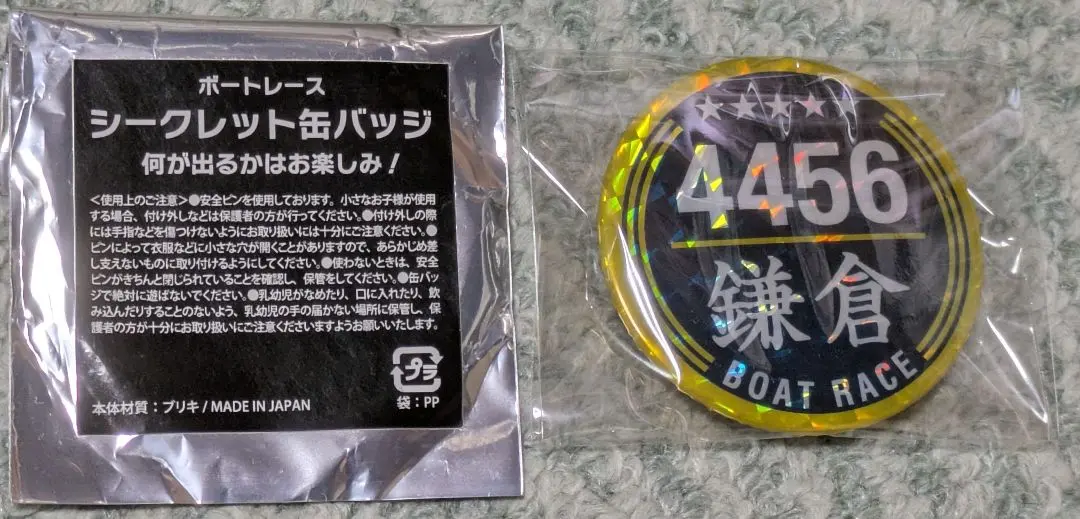 ボートレース
シークレット缶バッジ
何が出るかはお楽しみ!
<使用上のご注意>●安全ピンを使用しております。小さなお子様が使用
する場合、付け外しなどは保護者の方が行ってください。●付け外しの際
には手指などを傷つけないようにお取り扱いには十分にご注意ください。●
ピンによって衣服などに小さな穴が開くことがありますので、あらかじめ差
し支えないものに取り付けるようにしてください。●使わないときは、安全
ピンがきちんと閉じられていることを確認し、保管をしてください。●缶バッ
ジで絶対に遊ばないでください。●乳幼児がなめたり、口に入れたり、飲
み込んだりすることのないよう、乳幼児の手の届かない場所に保管し、保
護者の方が十分にお取り扱いにご注意くださいますようお願いいたします。
プラ
本体材質:ブリキ/MADE IN JAPAN
袋:PP
4456
鎌倉
BOAT RACE